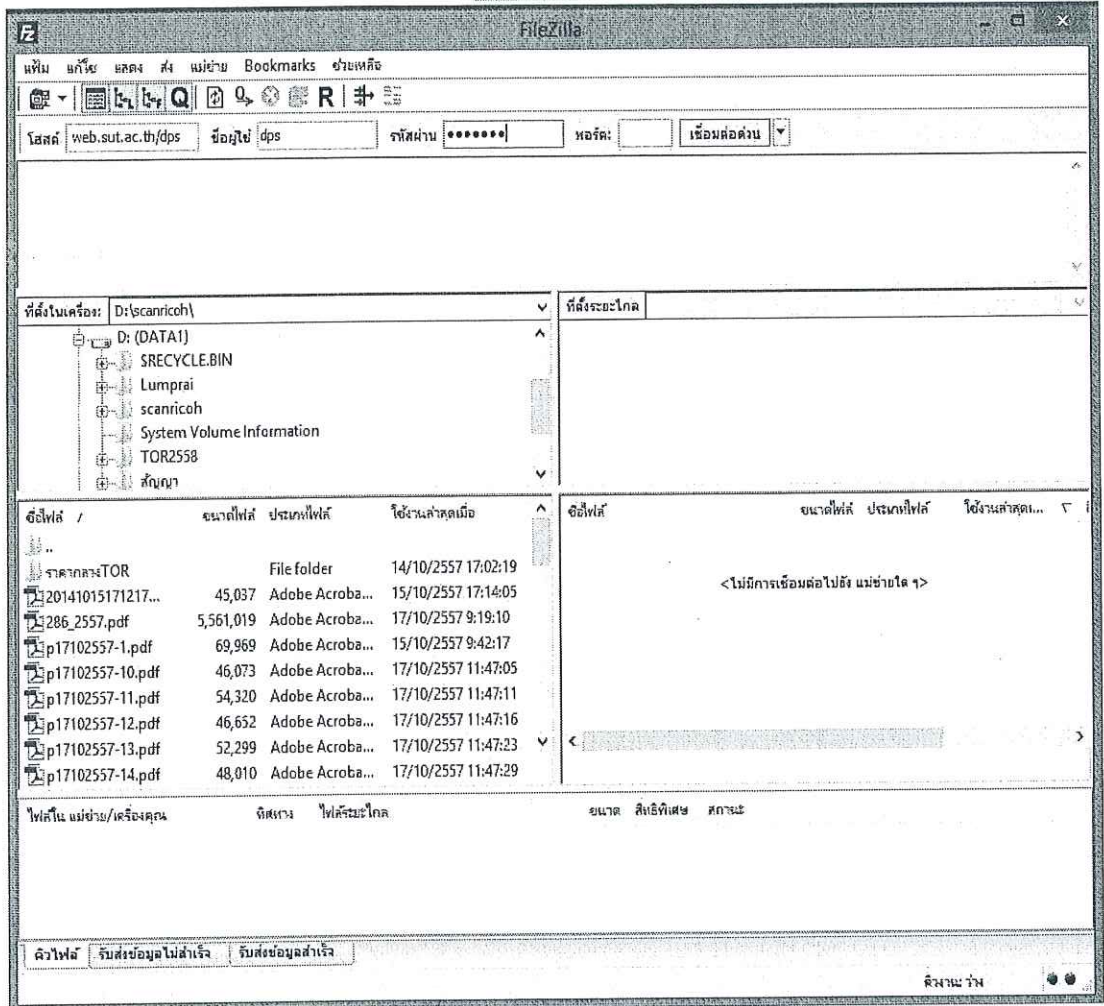 FileZilla
แฟ้ม แก้ไข แสดง ส่ง แม่ข่าย Bookmarks ช่วยเหลือ
โฮสต์ web.sut.ac.th/dps ชื่อผู้ใช้ dps รหัสผ่าน ••••••• พอร์ต: เชื่อมต่อด่วน
ที่ตั้งในเครื่อง: D:\scanricoh\
ที่ตั้งระยะไกล
D: (DATA1)
SRECYCLE.BIN
Lumprai
scanricoh
System Volume Information
TOR2558
สัญญา
ชื่อไฟล์ / ขนาดไฟล์ ประเภทไฟล์ ใช้งานล่าสุดเมื่อ
..
ราคากลางTOR File folder 14/10/2557 17:02:19
20141015171217... 45,037 Adobe Acroba... 15/10/2557 17:14:05
286_2557.pdf 5,561,019 Adobe Acroba... 17/10/2557 9:19:10
p17102557-1.pdf 69,969 Adobe Acroba... 15/10/2557 9:42:17
p17102557-10.pdf 46,073 Adobe Acroba... 17/10/2557 11:47:05
p17102557-11.pdf 54,320 Adobe Acroba... 17/10/2557 11:47:11
p17102557-12.pdf 46,652 Adobe Acroba... 17/10/2557 11:47:16
p17102557-13.pdf 52,299 Adobe Acroba... 17/10/2557 11:47:23
p17102557-14.pdf 48,010 Adobe Acroba... 17/10/2557 11:47:29
ชื่อไฟล์ ขนาดไฟล์ ประเภทไฟล์ ใช้งานล่าสุดเ...
<ไม่มีการเชื่อมต่อไปยัง แม่ข่ายใด ๆ>
ไฟล์ใน แม่ข่าย/เครื่องคุณ ทิศทาง ไฟล์ระยะไกล ขนาด สิทธิพิเศษ สถานะ
คิวไฟล์ รับส่งข้อมูลไม่สำเร็จ รับส่งข้อมูลสำเร็จ
คิวงาน: ว่าง